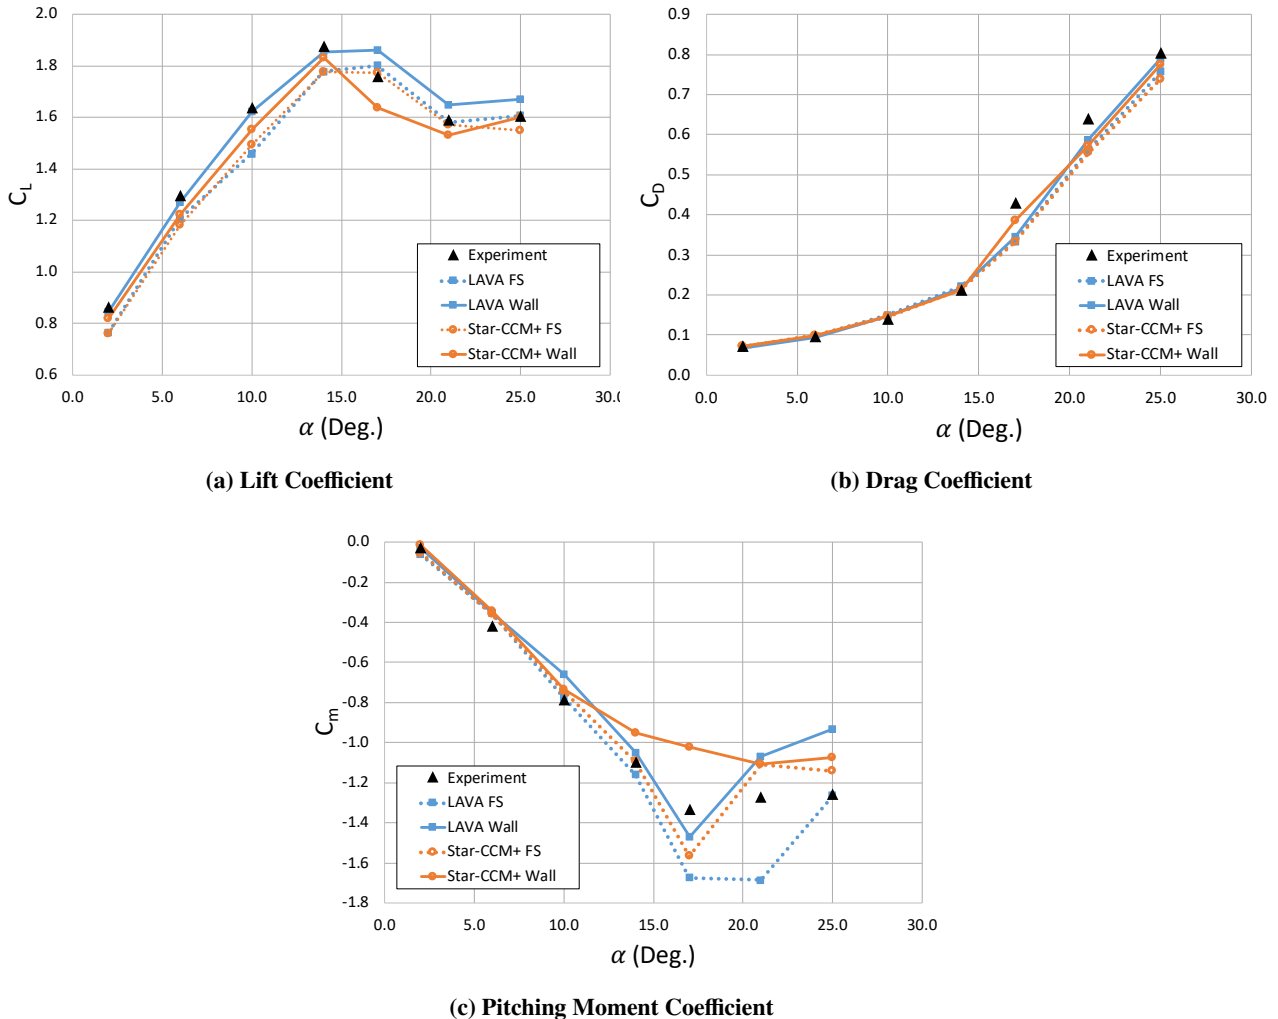 2.0
1.8
1.6
1.4
1.2
1.0
0.8
0.6
C_L
0.0 5.0 10.0 15.0 20.0 25.0 30.0
α (Deg.)
Experiment
LAVA FS
LAVA Wall
Star-CCM+ FS
Star-CCM+ Wall
(a) Lift Coefficient
0.9
0.8
0.7
0.6
0.5
0.4
0.3
0.2
0.1
0.0
C_D
0.0 5.0 10.0 15.0 20.0 25.0 30.0
α (Deg.)
Experiment
LAVA FS
LAVA Wall
Star-CCM+ FS
Star-CCM+ Wall
(b) Drag Coefficient
0.0
-0.2
-0.4
-0.6
-0.8
-1.0
-1.2
-1.4
-1.6
-1.8
C_m
0.0 5.0 10.0 15.0 20.0 25.0 30.0
α (Deg.)
Experiment
LAVA FS
LAVA Wall
Star-CCM+ FS
Star-CCM+ Wall
(c) Pitching Moment Coefficient